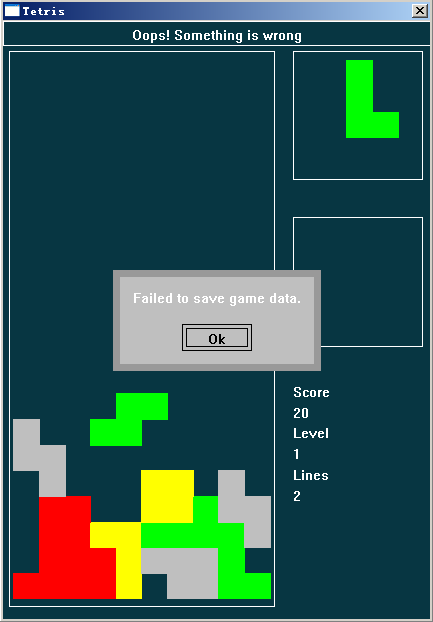 Tetris
Oops! Something is wrong
Failed to save game data.
Ok
Score
20
Level
1
Lines
2